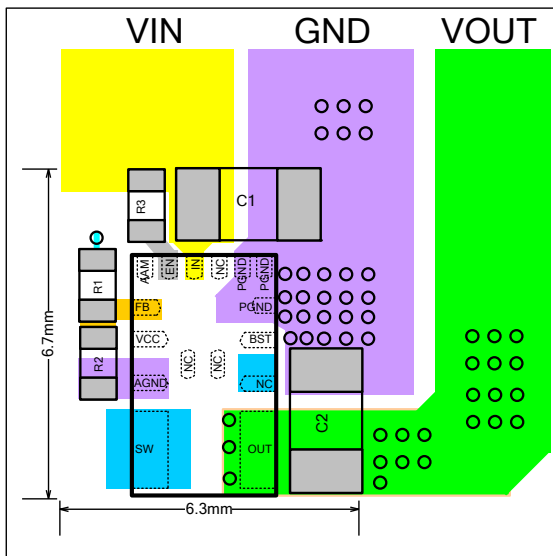 VIN GND VOUT
R3
C1
AAM EN IN NC PGND PGND
R1
FB
PGND
VCC
BST
NC NC
R2
AGND
NC
C2
SW
OUT
6.7mm
6.3mm